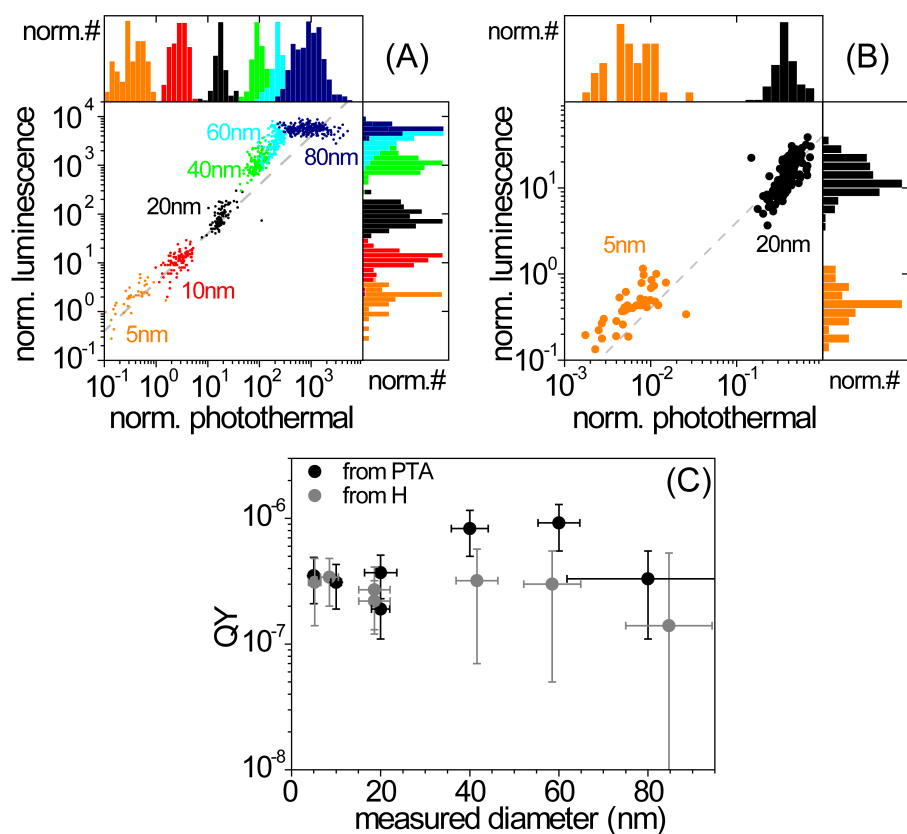 norm.#
(A)
norm. luminescence
10^4
10^3
10^2
10^1
10^0
10^-1
60nm
80nm
40nm
20nm
10nm
5nm
10^-1
10^0
10^1
10^2
10^3
norm.#
norm. photothermal
norm.#
(B)
norm. luminescence
10^1
10^0
10^-1
5nm
20nm
10^-3
10^-2
10^-1
norm.#
norm. photothermal
from PTA
from H
(C)
QY
10^-6
10^-7
10^-8
0
20
40
60
80
measured diameter (nm)